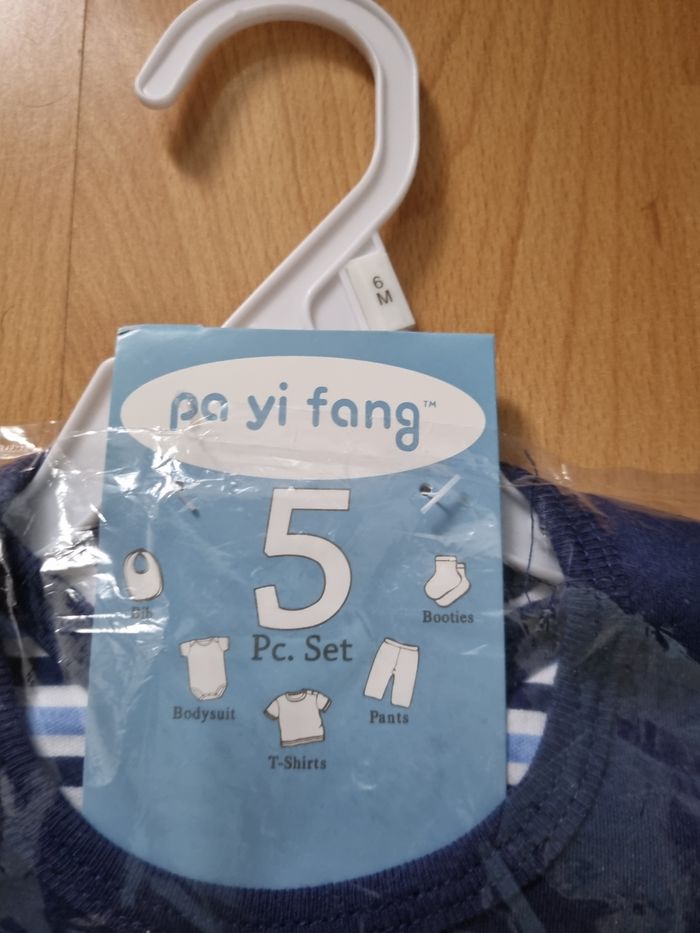 6
M
pa yi fang™
5
Pc. Set
Bib
Booties
Bodysuit
Pants
T-Shirts